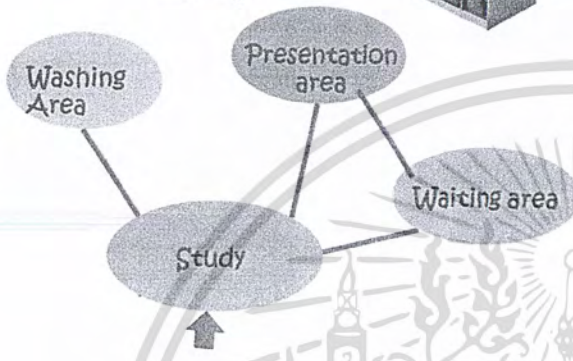 Washing
Area
Presentation
area
Waiting area
Study